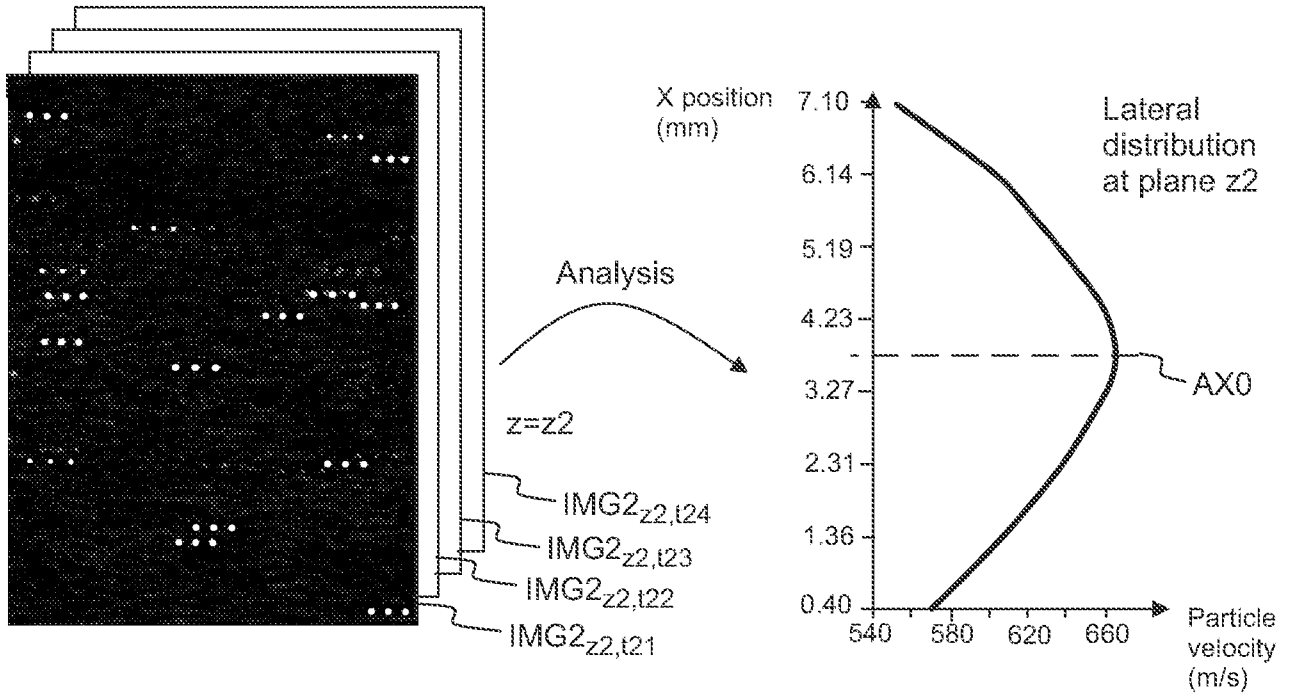 Analysis
z=z2
IMG2z2,t24
IMG2z2,t23
IMG2z2,t22
IMG2z2,t21
X position
(mm)
7.10
6.14
5.19
4.23
3.27
2.31
1.36
0.40
540 580 620 660
Particle
velocity
(m/s)
Lateral
distribution
at plane z2
AX0